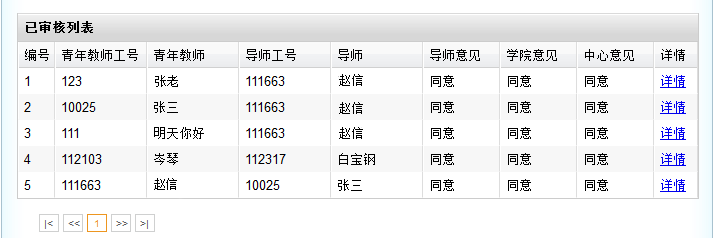 已审核列表
编号 青年教师工号 青年教师 导师工号 导师 导师意见 学院意见 中心意见 详情
1 123 张老 111663 赵信 同意 同意 同意 详情
2 10025 张三 111663 赵信 同意 同意 同意 详情
3 111 明天你好 111663 赵信 同意 同意 同意 详情
4 112103 岑琴 112317 白宝钢 同意 同意 同意 详情
5 111663 赵信 10025 张三 同意 同意 同意 详情
|< << 1 >> >|